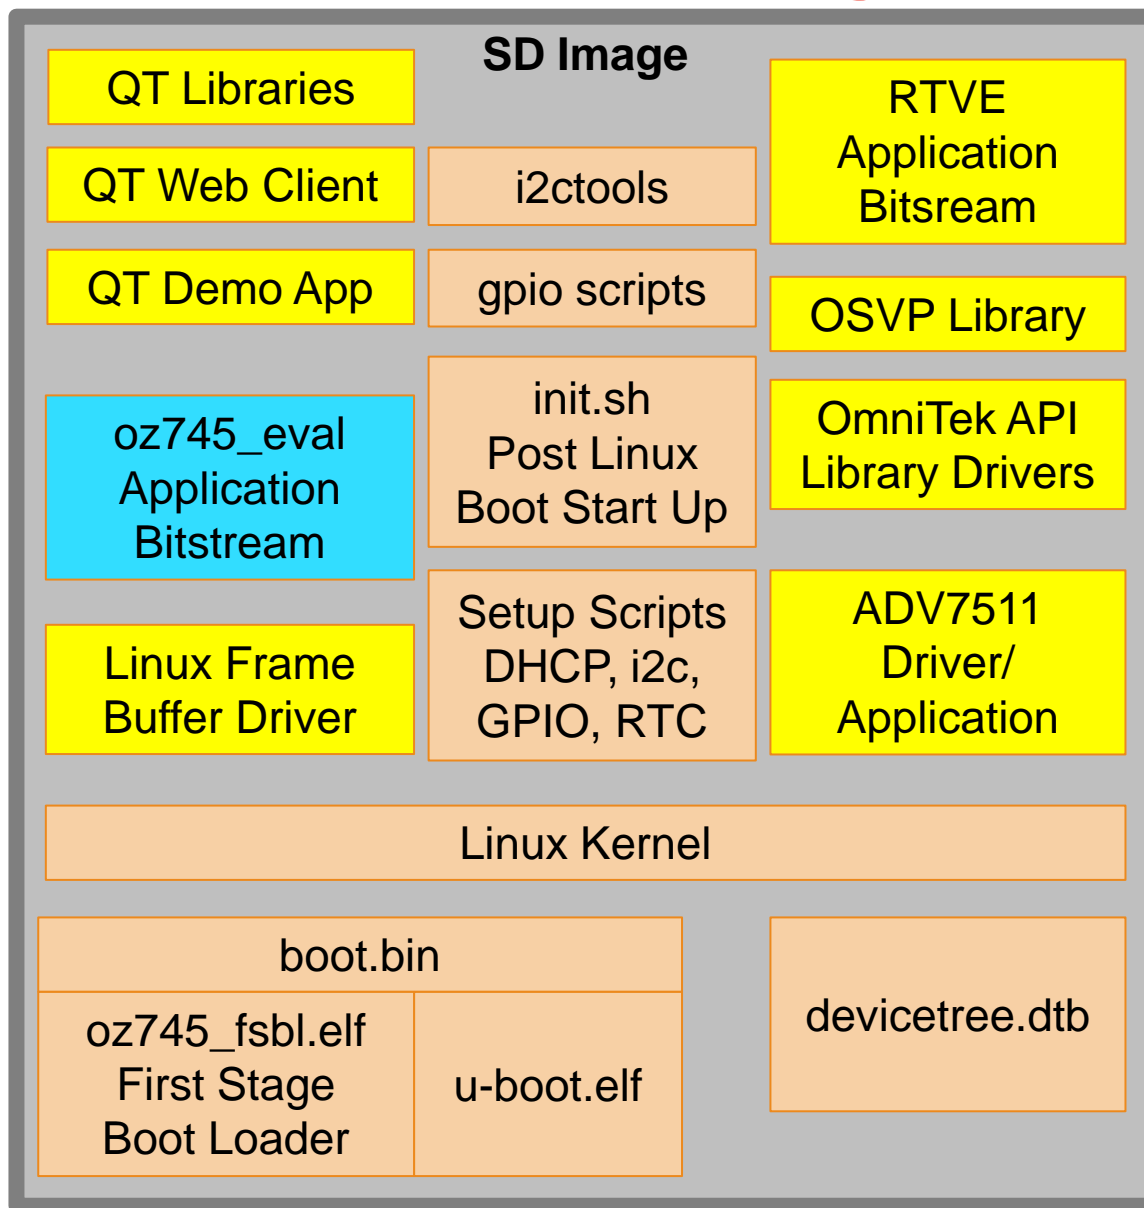 SD Image
QT Libraries
QT Web Client
QT Demo App
oz745_eval
Application
Bitstream
Linux Frame
Buffer Driver
i2ctools
gpio scripts
init.sh
Post Linux
Boot Start Up
Setup Scripts
DHCP, i2c,
GPIO, RTC
RTVE
Application
Bitsream
OSVP Library
OmniTek API
Library Drivers
ADV7511
Driver/
Application
Linux Kernel
boot.bin
oz745_fsbl.elf
First Stage
Boot Loader
u-boot.elf
devicetree.dtb